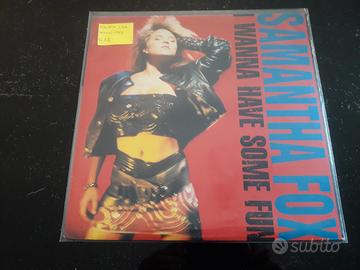 SAMANTHA FOX
I WANNA HAVE SOME FUN
subito